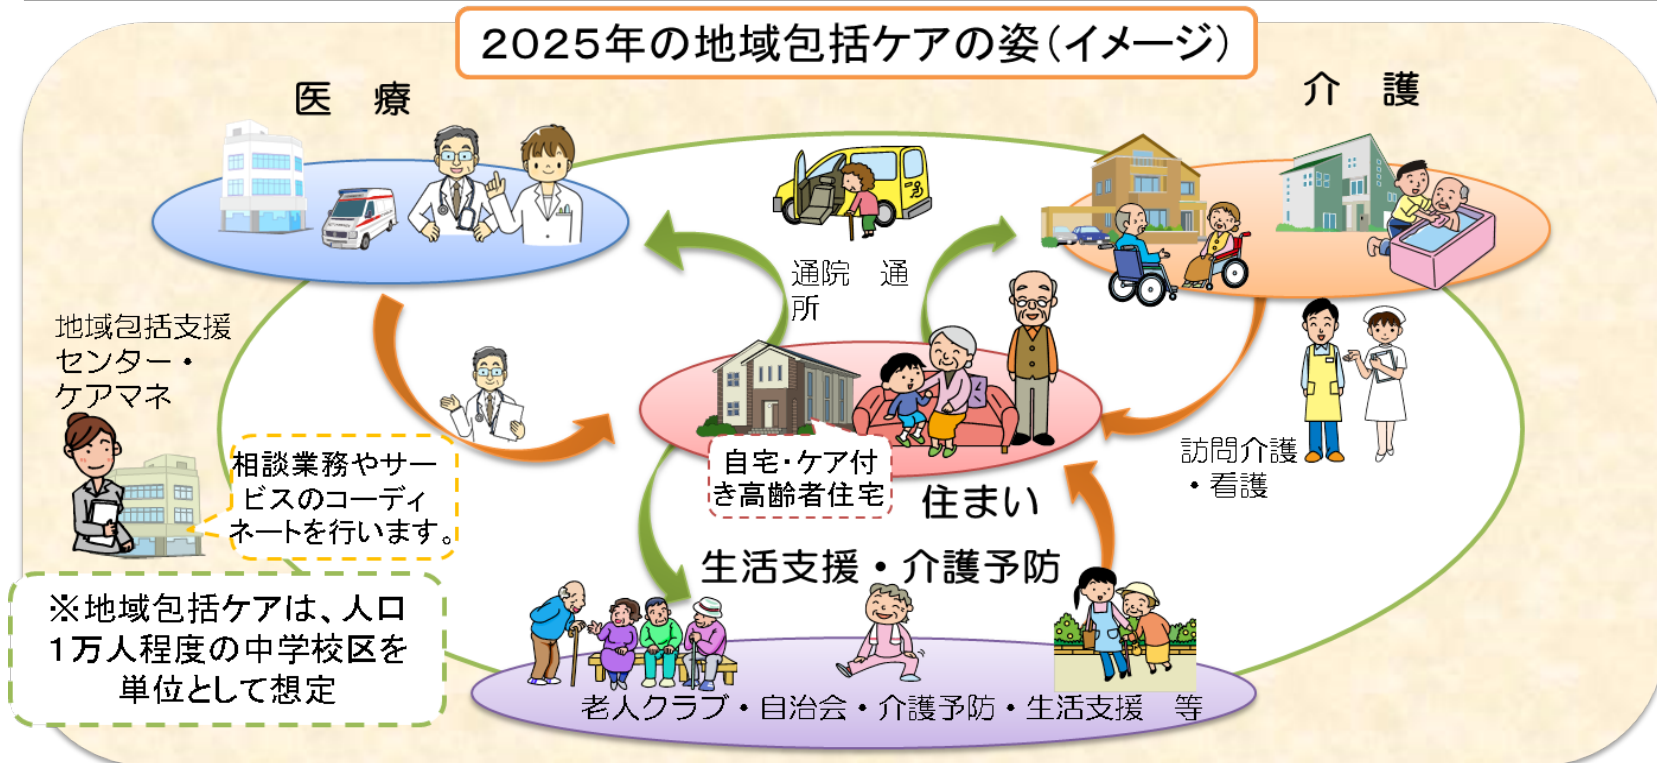 2025年の地域包括ケアの姿(イメージ)
医 療
介 護
通院 通
所
地域包括支援
センター・
ケアマネ
相談業務やサー
ビスのコーディ
ネートを行います。
自宅・ケア付
き高齢者住宅
住まい
訪問介護
・看護
生活支援・介護予防
※地域包括ケアは、人口
1万人程度の中学校区を
単位として想定
老人クラブ・自治会・介護予防・生活支援 等